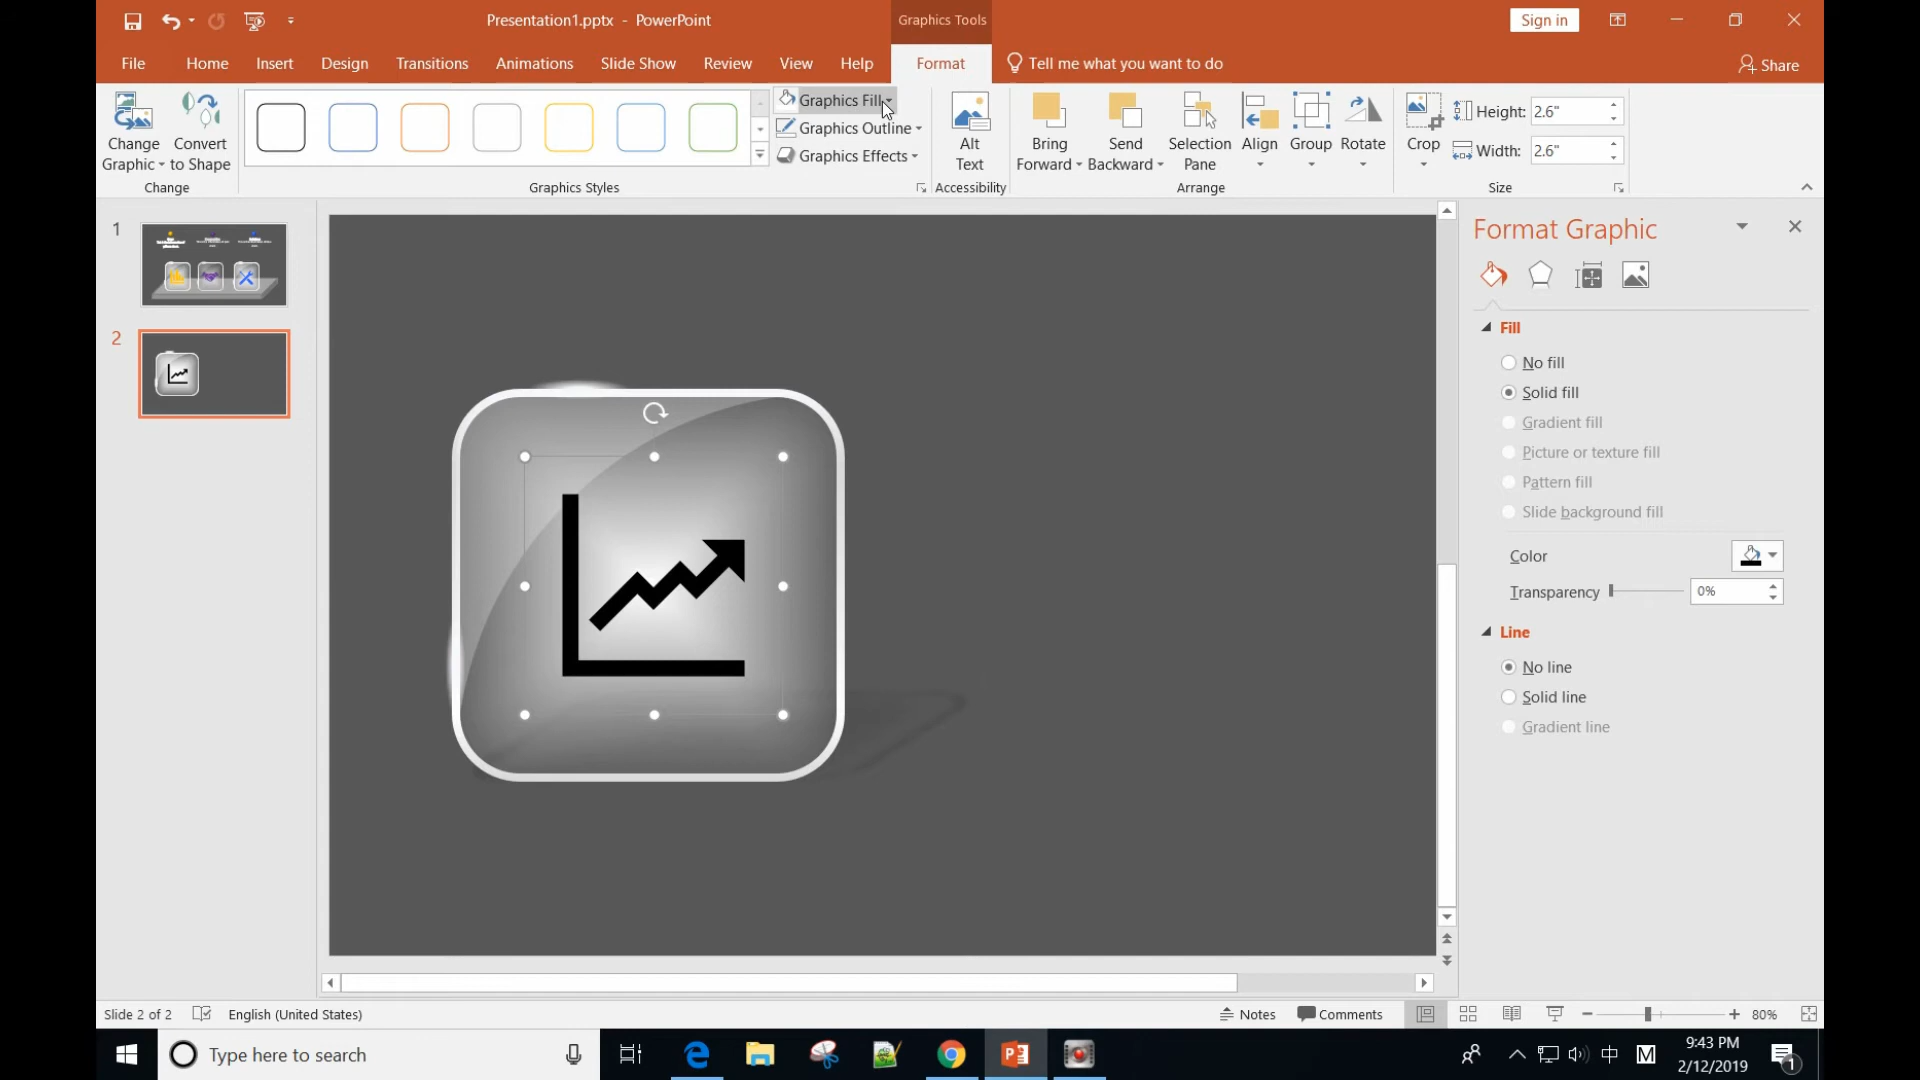 Presentation1.pptx - PowerPoint
Graphics Tools
Sign in
File Home Insert Design Transitions Animations Slide Show Review View Help Format Tell me what you want to do Share
Change Graphic
Convert to Shape
Change
Graphics Styles
Graphics Fill
Graphics Outline
Graphics Effects
Alt Text
Accessibility
Bring Forward
Send Backward
Selection Pane
Align
Group
Rotate
Arrange
Crop
Height: 2.6"
Width: 2.6"
Size
1
2
Format Graphic
Fill
No fill
Solid fill
Gradient fill
Picture or texture fill
Pattern fill
Slide background fill
Color
Transparency 0%
Line
No line
Solid line
Gradient line
Slide 2 of 2 English (United States) Notes Comments 80%
Type here to search
中 M
9:43 PM
2/12/2019
1